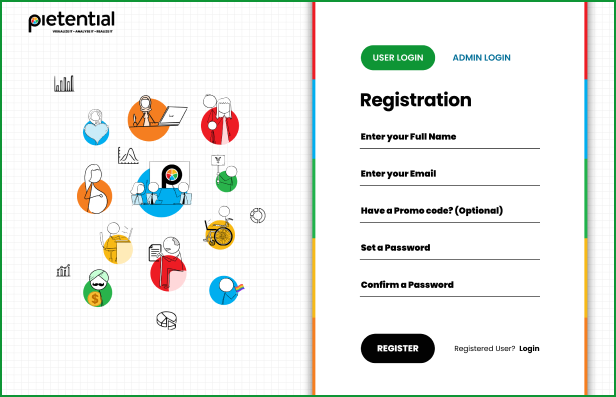 pietential
VISUALIZE IT • ANALYSE IT • REALIZE IT
USER LOGIN
ADMIN LOGIN
Registration
Enter your Full Name
Enter your Email
Have a Promo code? (Optional)
Set a Password
Confirm a Password
REGISTER
Registered User? Login